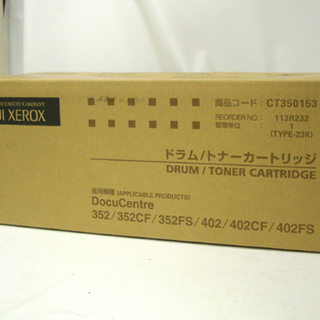 DOCUMENT COMPANY
JI XEROX
商品コード : CT350153
REORDER NO. : 113R232
管理単位 : 1
(TYPE-23K)
ドラム/トナーカートリッジ
DRUM / TONER CARTRIDGE
適用機種 (APPLICABLE PRODUCTS)
DocuCentre
352/352CF/352FS/402/402CF/402FS